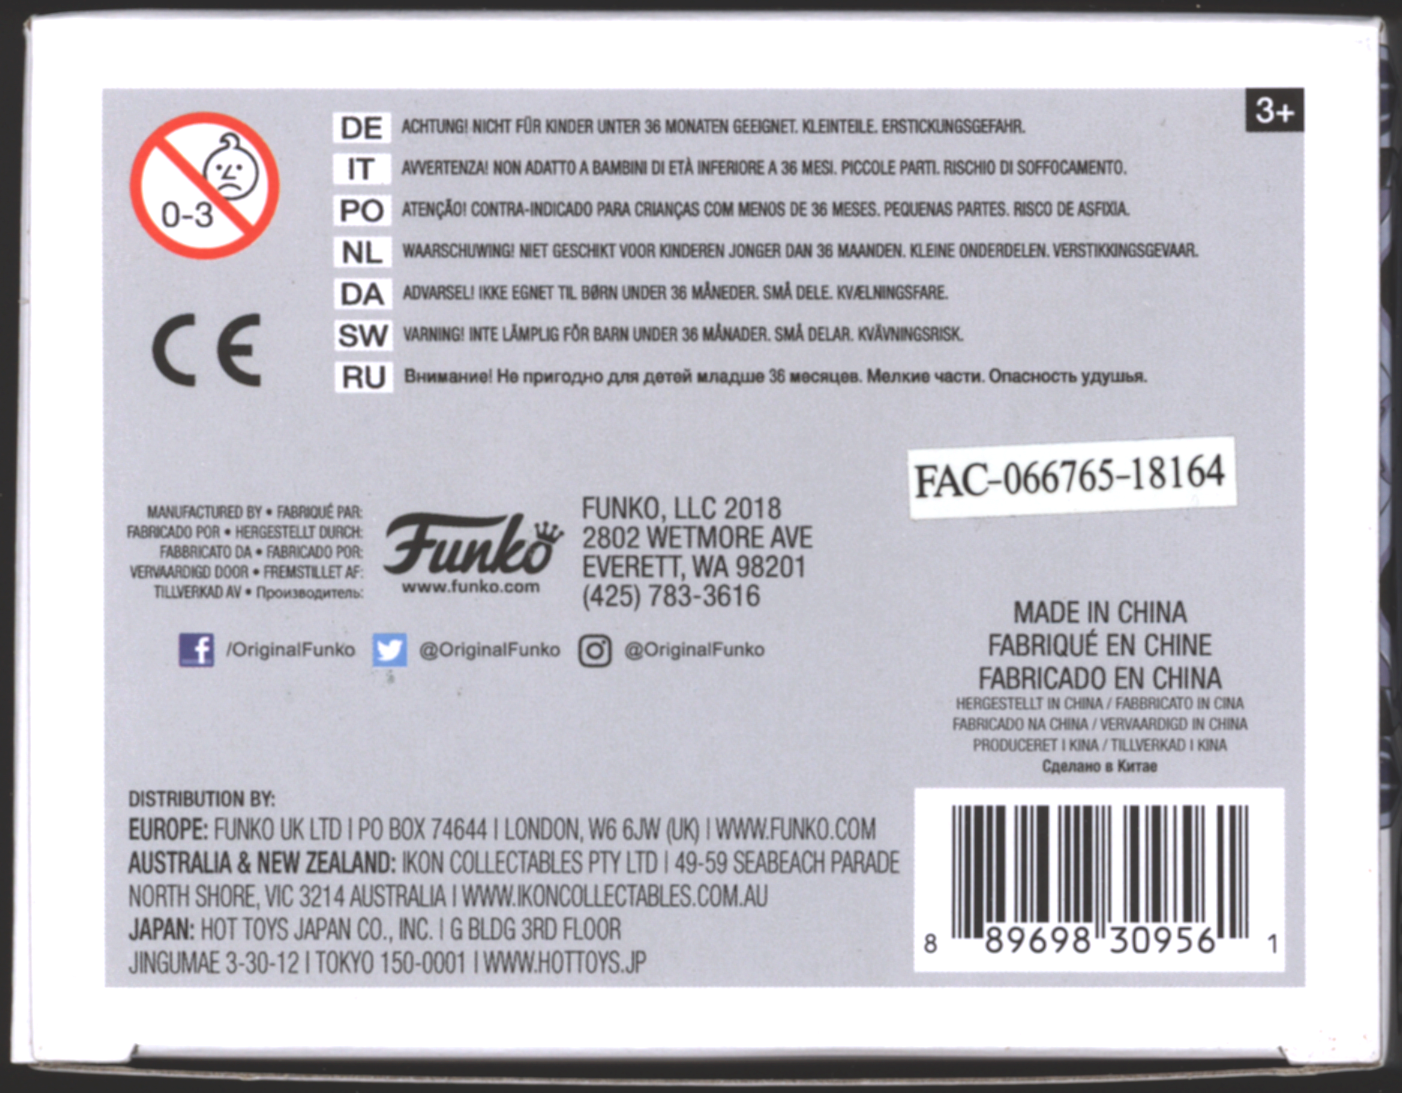 3+
0-3
DE ACHTUNG! NICHT FÜR KINDER UNTER 36 MONATEN GEEIGNET. KLEINTEILE. ERSTICKUNGSGEFAHR.
IT AVVERTENZA! NON ADATTO A BAMBINI DI ETÀ INFERIORE A 36 MESI. PICCOLE PARTI. RISCHIO DI SOFFOCAMENTO.
PO ATENÇÃO! CONTRA-INDICADO PARA CRIANÇAS COM MENOS DE 36 MESES. PEQUENAS PARTES. RISCO DE ASFIXIA.
NL WAARSCHUWING! NIET GESCHIKT VOOR KINDEREN JONGER DAN 36 MAANDEN. KLEINE ONDERDELEN. VERSTIKKINGSGEVAAR.
DA ADVARSEL! IKKE EGNET TIL BØRN UNDER 36 MÅNEDER. SMÅ DELE. KVÆLNINGSFARE.
SW VARNING! INTE LÄMPLIG FÖR BARN UNDER 36 MÅNADER. SMÅ DELAR. KVÄVNINGSRISK.
RU Внимание! Не пригодно для детей младше 36 месяцев. Мелкие части. Опасность удушья.
CE
FAC-066765-18164
MANUFACTURED BY • FABRIQUÉ PAR:
FABRICADO POR • HERGESTELLT DURCH:
FABBRICATO DA • FABRICADO POR:
VERVAARDIGD DOOR • FREMSTILLET AF:
TILLVERKAD AV • Производитель:
Funko
www.funko.com
FUNKO, LLC 2018
2802 WETMORE AVE
EVERETT, WA 98201
(425) 783-3616
/OriginalFunko @OriginalFunko @OriginalFunko
MADE IN CHINA
FABRIQUÉ EN CHINE
FABRICADO EN CHINA
HERGESTELLT IN CHINA / FABBRICATO IN CINA
FABRICADO NA CHINA / VERVAARDIGD IN CHINA
PRODUCERET I KINA / TILLVERKAD I KINA
Сделано в Китае
DISTRIBUTION BY:
EUROPE: FUNKO UK LTD | PO BOX 74644 | LONDON, W6 6JW (UK) | WWW.FUNKO.COM
AUSTRALIA & NEW ZEALAND: IKON COLLECTABLES PTY LTD | 49-59 SEABEACH PARADE
NORTH SHORE, VIC 3214 AUSTRALIA | WWW.IKONCOLLECTABLES.COM.AU
JAPAN: HOT TOYS JAPAN CO., INC. | G BLDG 3RD FLOOR
JINGUMAE 3-30-12 | TOKYO 150-0001 | WWW.HOTTOYS.JP
8 89698 30956 1